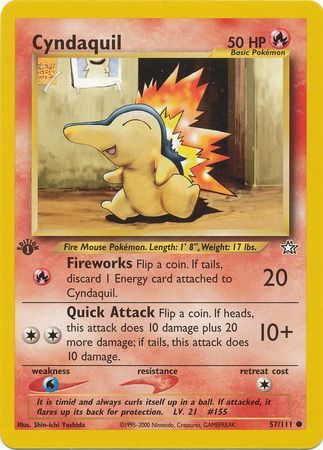 Cyndaquil
50 HP
Basic Pokémon
EDITION
1
Fire Mouse Pokémon. Length: 1' 8", Weight: 17 lbs.
N
Fireworks Flip a coin. If tails,
discard 1 Energy card attached to
Cyndaquil.
20
Quick Attack Flip a coin. If heads,
this attack does 10 damage plus 20
more damage; if tails, this attack does
10 damage.
10+
weakness resistance retreat cost
It is timid and always curls itself up in a ball. If attacked, it
flares up its back for protection. LV. 21 #155
Illus. Shin-ichi Yoshida ©1995-2000 Nintendo, Creatures, GAMEFREAK. 57/111